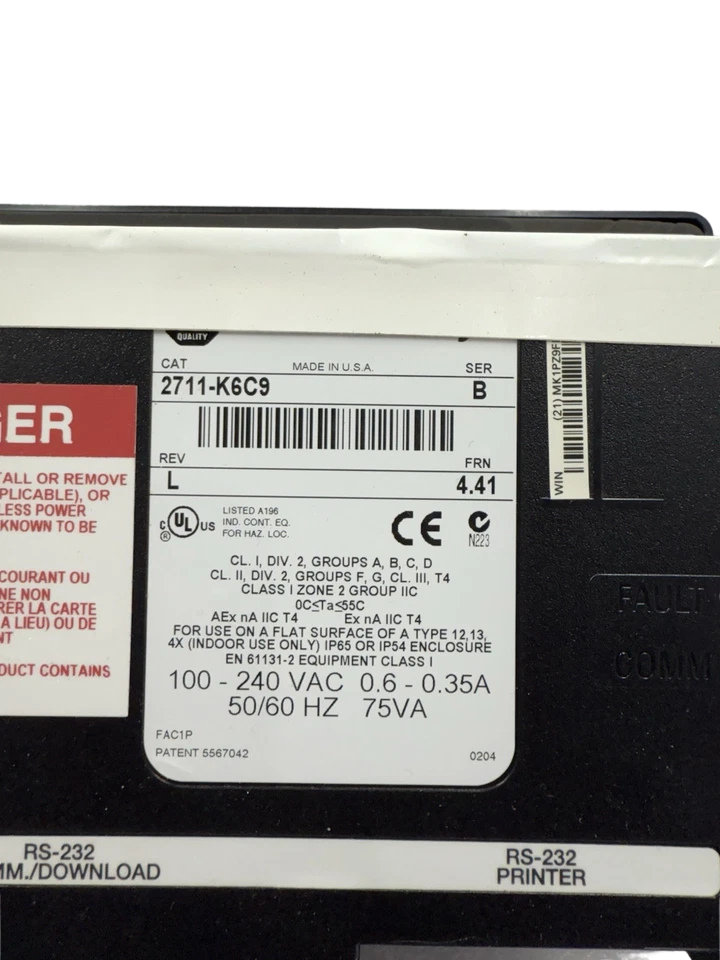 QUALITY
CAT MADE IN U.S.A. SER
2711-K6C9 B
REV FRN
L 4.41
C UL US ®
LISTED A196
IND. CONT. EQ.
FOR HAZ. LOC.
CE
N223
CL. I, DIV. 2, GROUPS A, B, C, D
CL. II, DIV. 2, GROUPS F, G, CL. III, T4
CLASS I ZONE 2 GROUP IIC
0C≤Ta≤55C
AEx nA IIC T4 Ex nA IIC T4
FOR USE ON A FLAT SURFACE OF A TYPE 12,13,
4X (INDOOR USE ONLY) IP65 OR IP54 ENCLOSURE
EN 61131-2 EQUIPMENT CLASS I
100 - 240 VAC 0.6 - 0.35A
50/60 HZ 75VA
FAC1P
PATENT 5567042 0204
GER
TALL OR REMOVE
PLICABLE), OR
LESS POWER
KNOWN TO BE
COURANT OU
NE NON
RER LA CARTE
A LIEU) OU DE
NT
DUCT CONTAINS
WIN (21) MK1PZ9F
FAULT
COMM
RS-232
MM./DOWNLOAD
RS-232
PRINTER